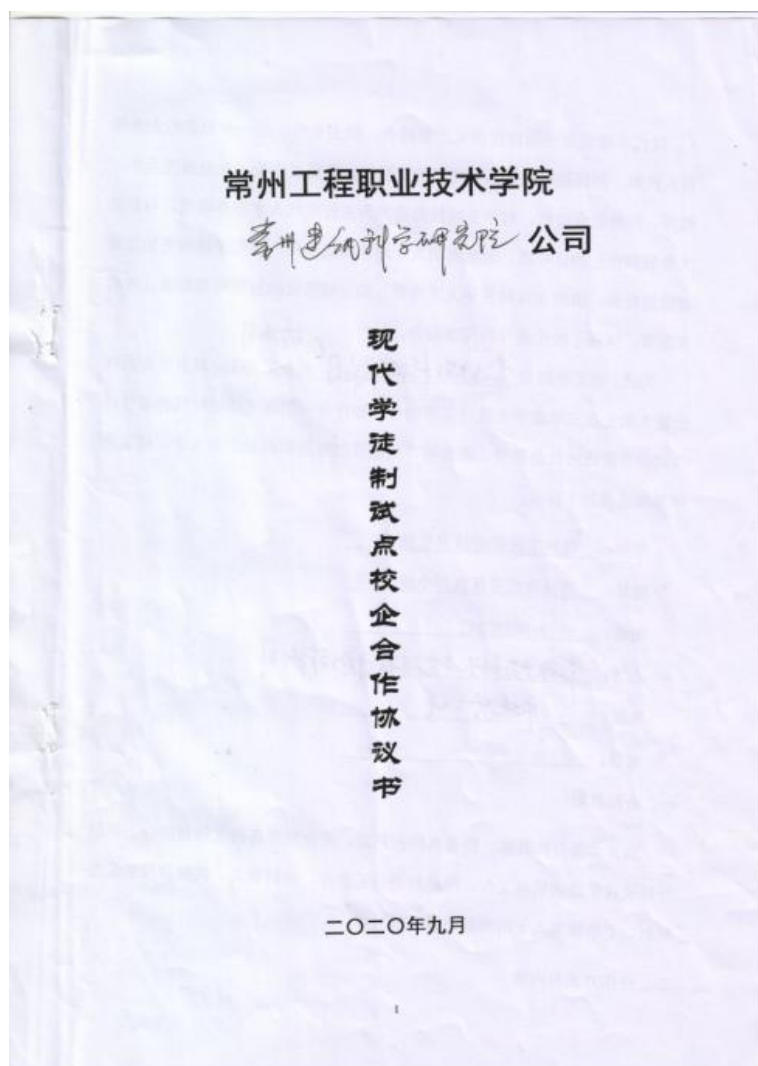 常州工程职业技术学院
常州建筑科学研究院 公司
现代学徒制试点校企合作协议书
二〇二〇年九月
1